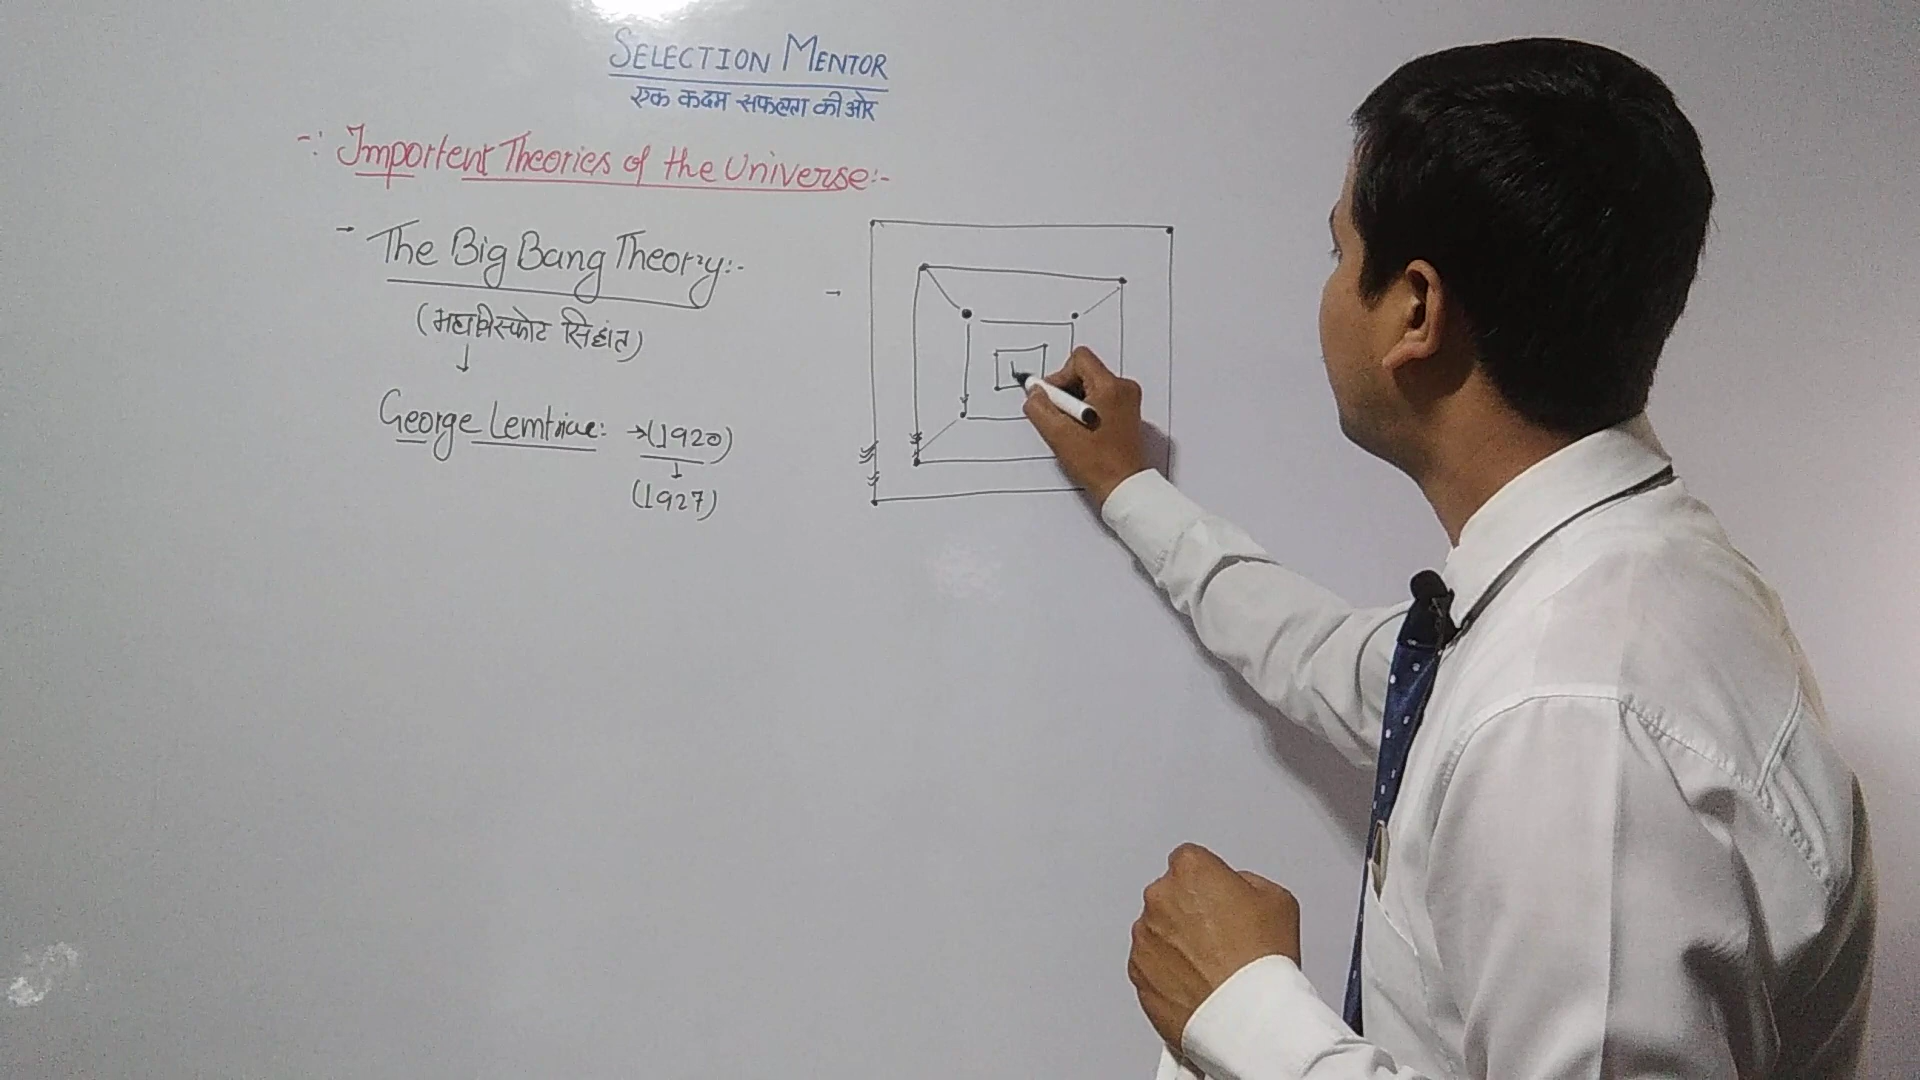 SELECTION MENTOR
एक कदम सफलता की ओर
-: Importent Theories of the Universe:-
- The Big Bang Theory:-
(महाविस्फोट सिद्धांत)
↓
George Lemtriae: →(1920)
↓
(1927)